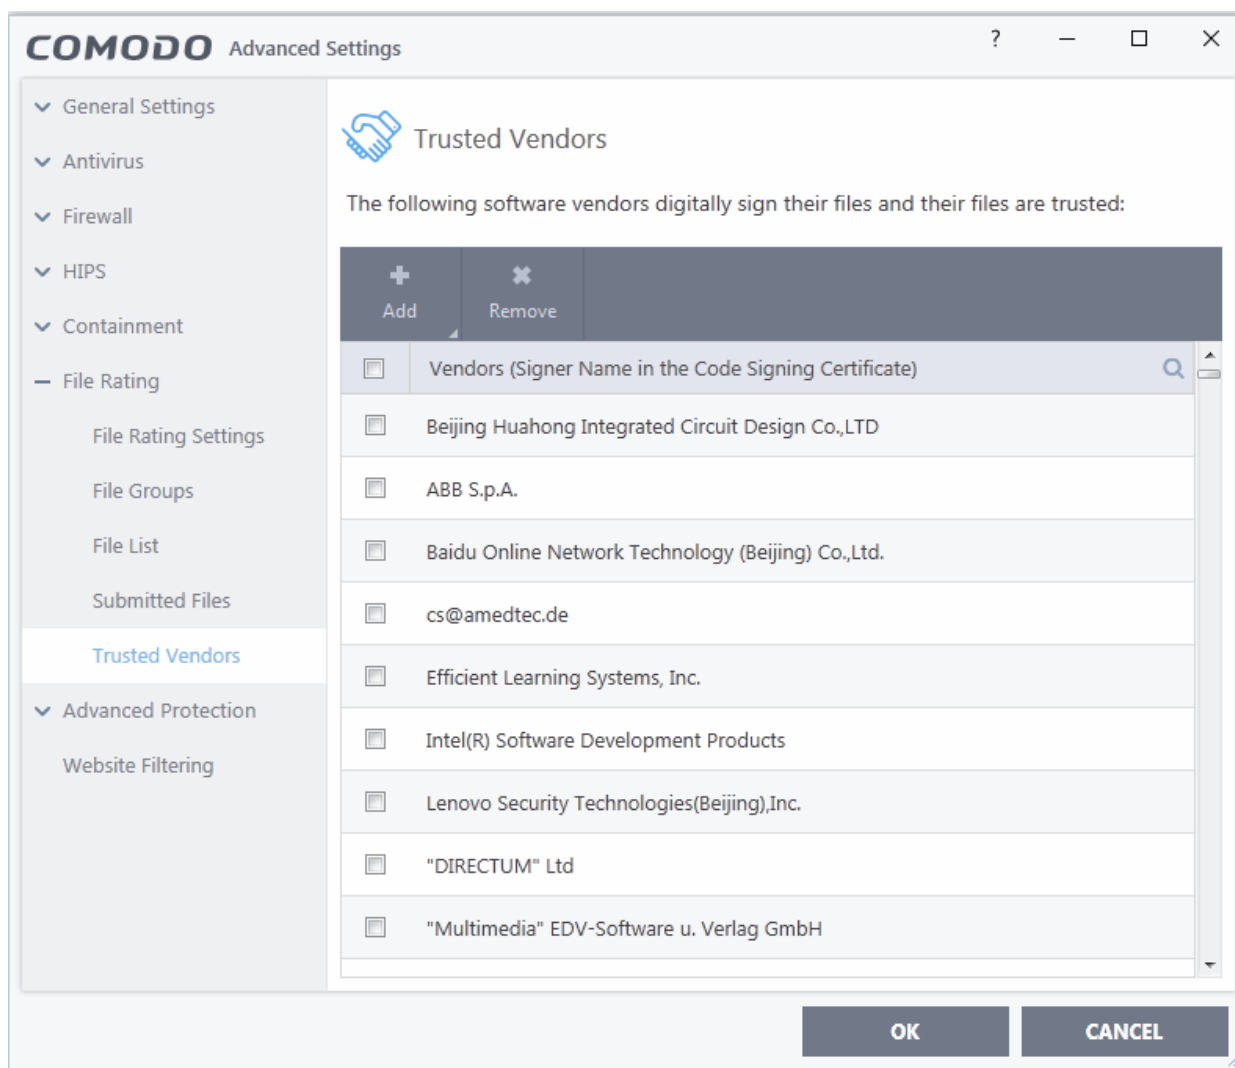 COMODO Advanced Settings ?
General Settings
Antivirus
Firewall
HIPS
Containment
File Rating
File Rating Settings
File Groups
File List
Submitted Files
Trusted Vendors
Advanced Protection
Website Filtering
Trusted Vendors
The following software vendors digitally sign their files and their files are trusted:
Add
Remove
Vendors (Signer Name in the Code Signing Certificate)
Beijing Huahong Integrated Circuit Design Co.,LTD
ABB S.p.A.
Baidu Online Network Technology (Beijing) Co.,Ltd.
cs@amedtec.de
Efficient Learning Systems, Inc.
Intel(R) Software Development Products
Lenovo Security Technologies(Beijing),Inc.
"DIRECTUM" Ltd
"Multimedia" EDV-Software u. Verlag GmbH
OK
CANCEL